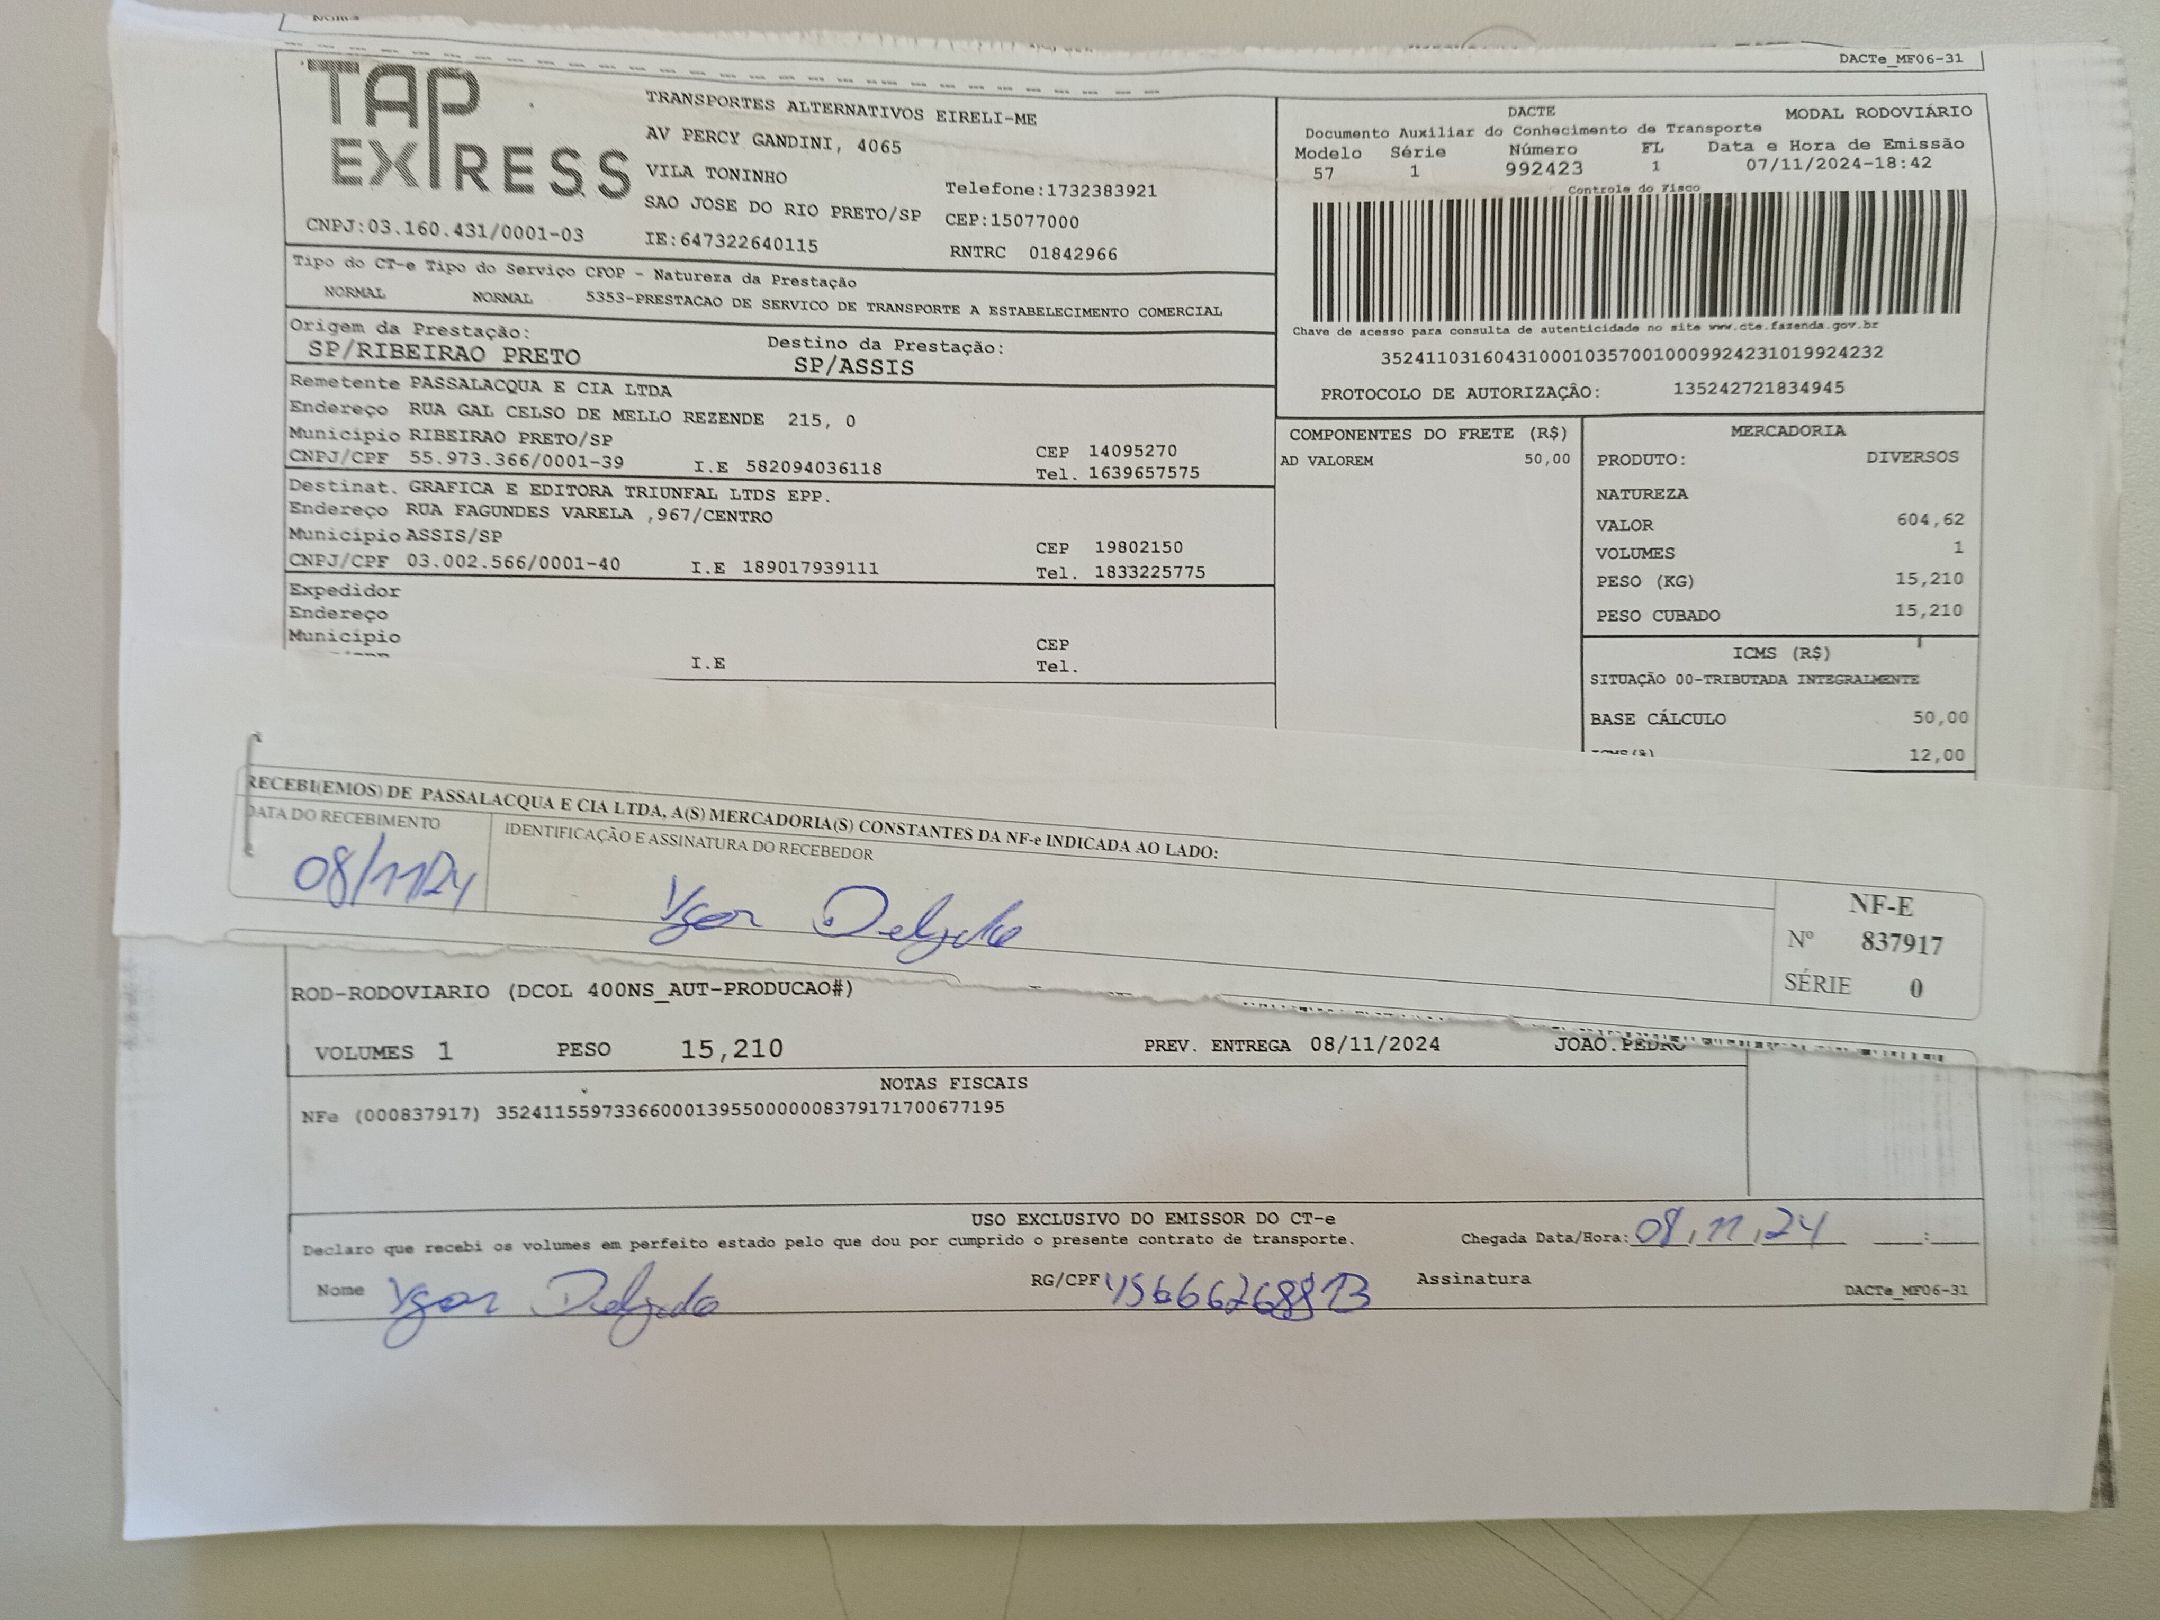 DACTe_MF06-31
TAP EXPRESS
TRANSPORTES ALTERNATIVOS EIRELI-ME
AV PERCY GANDINI, 4065
VILA TONINHO
Telefone:1732383921
SAO JOSE DO RIO PRETO/SP CEP:15077000
CNPJ:03.160.431/0001-03 IE:647322640115 RNTRC 01842966
DACTE MODAL RODOVIÁRIO
Documento Auxiliar do Conhecimento de Transporte
Modelo Série Número FL Data e Hora de Emissão
57 1 992423 1 07/11/2024-18:42
Controle do Fisco
Chave de acesso para consulta de autenticidade no site www.cte.fazenda.gov.br
35241103160431000103570010009924231019924232
PROTOCOLO DE AUTORIZAÇÃO: 135242721834945
Tipo do CT-e Tipo do Serviço CFOP - Natureza da Prestação
NORMAL NORMAL 5353-PRESTACAO DE SERVICO DE TRANSPORTE A ESTABELECIMENTO COMERCIAL
Origem da Prestação: Destino da Prestação:
SP/RIBEIRAO PRETO SP/ASSIS
Remetente PASSALACQUA E CIA LTDA
Endereço RUA GAL CELSO DE MELLO REZENDE 215, 0
Município RIBEIRAO PRETO/SP CEP 14095270
CNPJ/CPF 55.973.366/0001-39 I.E 582094036118 Tel. 1639657575
Destinat. GRAFICA E EDITORA TRIUNFAL LTDS EPP.
Endereço RUA FAGUNDES VARELA ,967/CENTRO
Município ASSIS/SP CEP 19802150
CNPJ/CPF 03.002.566/0001-40 I.E 189017939111 Tel. 1833225775
Expedidor
Endereço
Município CEP
I.E Tel.
COMPONENTES DO FRETE (R$)
AD VALOREM 50,00
MERCADORIA
PRODUTO: DIVERSOS
NATUREZA
VALOR 604,62
VOLUMES 1
PESO (KG) 15,210
PESO CUBADO 15,210
ICMS (R$)
SITUAÇÃO 00-TRIBUTADA INTEGRALMENTE
BASE CÁLCULO 50,00
12,00
RECEBI(EMOS) DE PASSALACQUA E CIA LTDA, A(S) MERCADORIA(S) CONSTANTES DA NF-e INDICADA AO LADO:
DATA DO RECEBIMENTO IDENTIFICAÇÃO E ASSINATURA DO RECEBEDOR
08/11/24 Ygor Delgado
NF-E
Nº 837917
SÉRIE 0
ROD-RODOVIARIO (DCOL 400NS_AUT-PRODUCAO#)
VOLUMES 1 PESO 15,210 PREV. ENTREGA 08/11/2024 JOAO.PEDRO
NOTAS FISCAIS
NFe (000837917) 35241155973366000139550000008379171700677195
USO EXCLUSIVO DO EMISSOR DO CT-e
Declaro que recebi os volumes em perfeito estado pelo que dou por cumprido o presente contrato de transporte. Chegada Data/Hora: 08,11,24 :
Nome Ygor Delgado RG/CPF Assinatura
DACTe_MF06-31